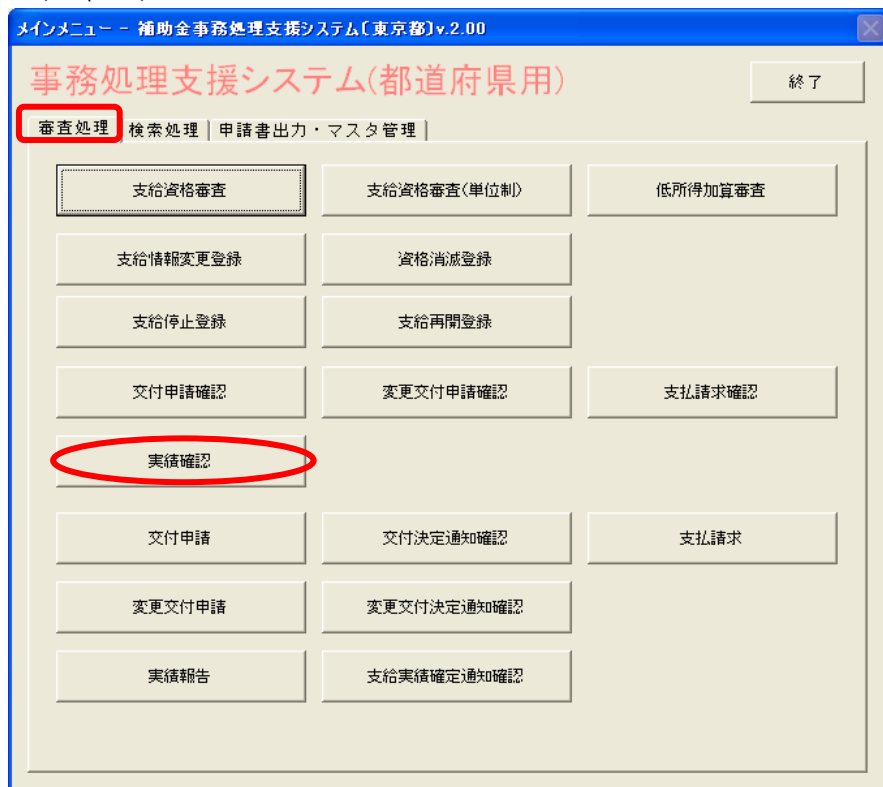 メインメニュー - 補助金事務処理支援システム〔東京都〕v.2.00
事務処理支援システム(都道府県用)
終了
審査処理 検索処理 申請書出力・マスタ管理
支給資格審査 支給資格審査(単位制) 低所得加算審査
支給情報変更登録 資格消滅登録
支給停止登録 支給再開登録
交付申請確認 変更交付申請確認 支払請求確認
実績確認
交付申請 交付決定通知確認 支払請求
変更交付申請 変更交付決定通知確認
実績報告 支給実績確定通知確認